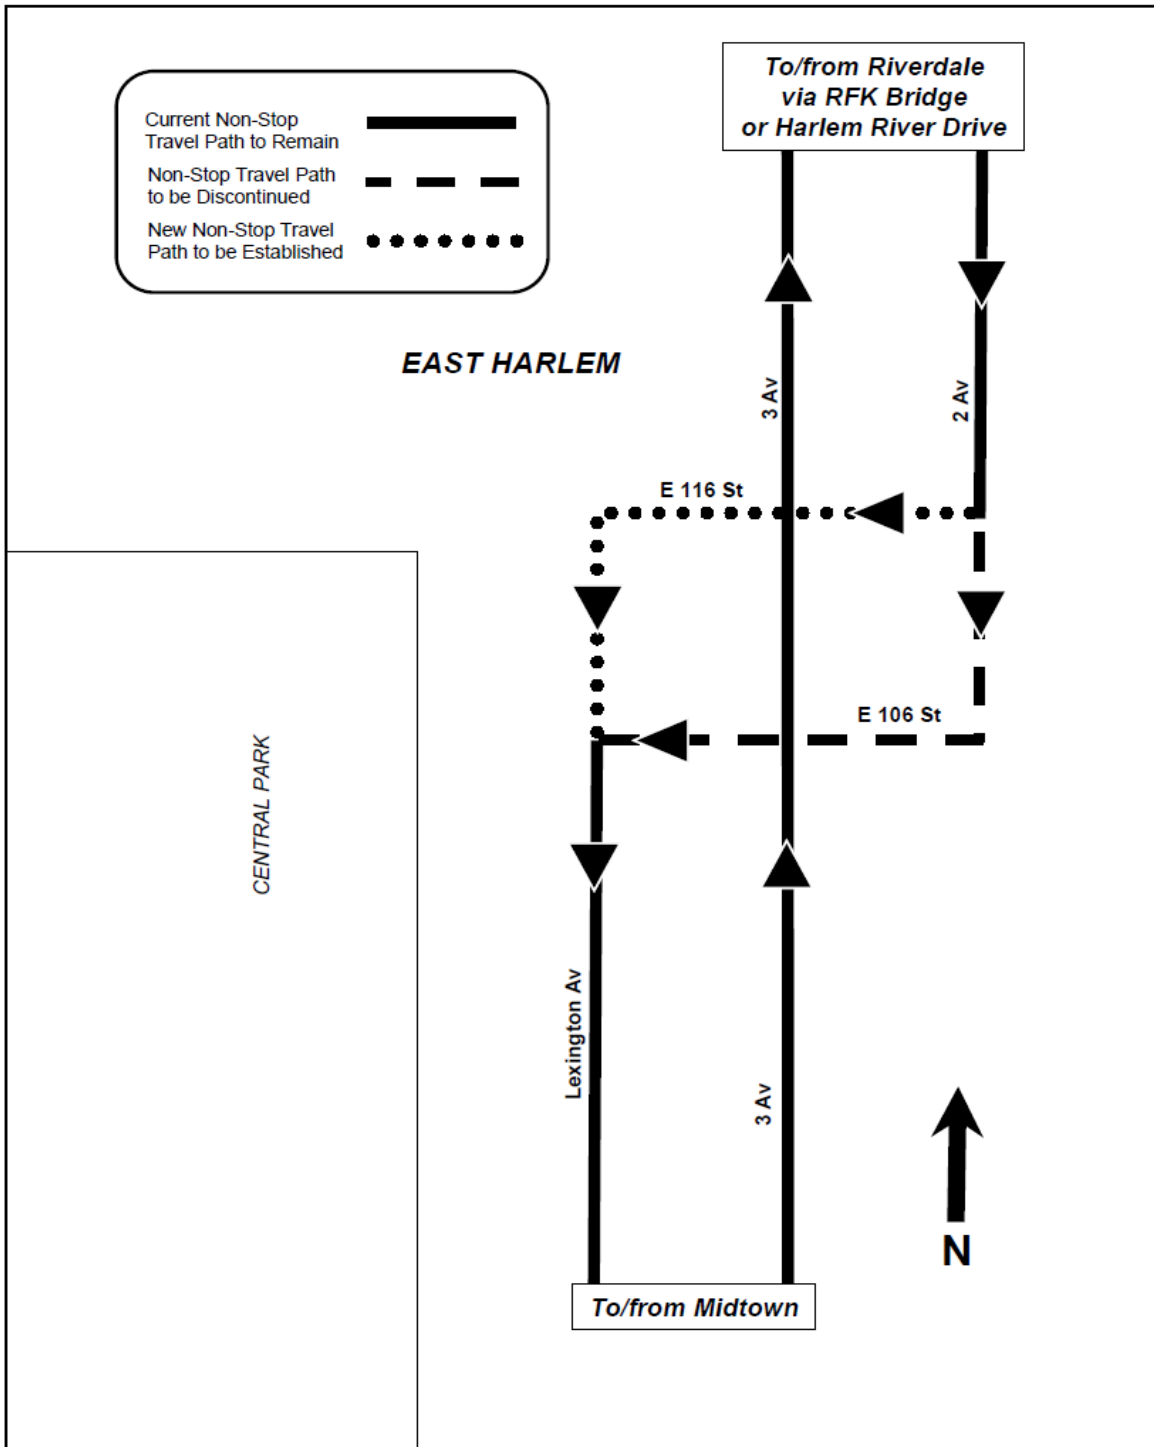 To/from Riverdale
via RFK Bridge
or Harlem River Drive
Current Non-Stop
Travel Path to Remain
Non-Stop Travel Path
to be Discontinued
New Non-Stop Travel
Path to be Established
EAST HARLEM
3 Av
2 Av
E 116 St
E 106 St
CENTRAL PARK
Lexington Av
3 Av
N
To/from Midtown